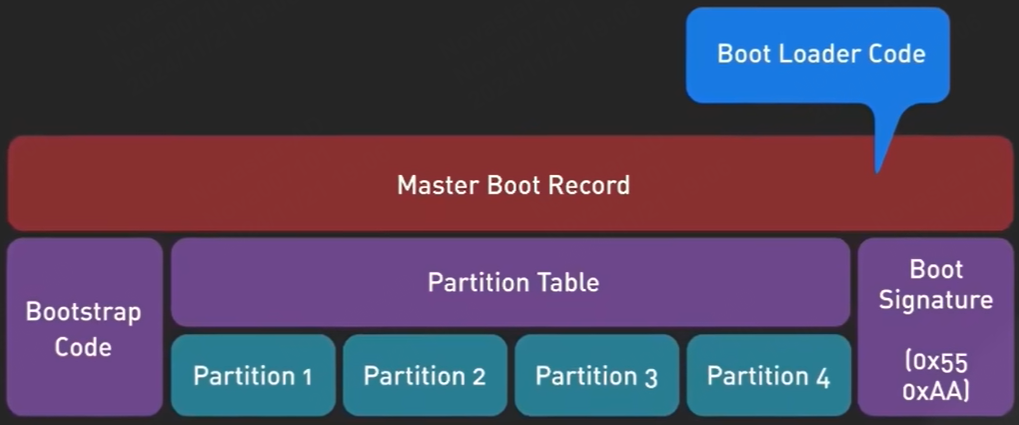 Boot Loader Code
Master Boot Record
Bootstrap
Code
Partition Table
Partition 1
Partition 2
Partition 3
Partition 4
Boot
Signature
(0x55
0xAA)